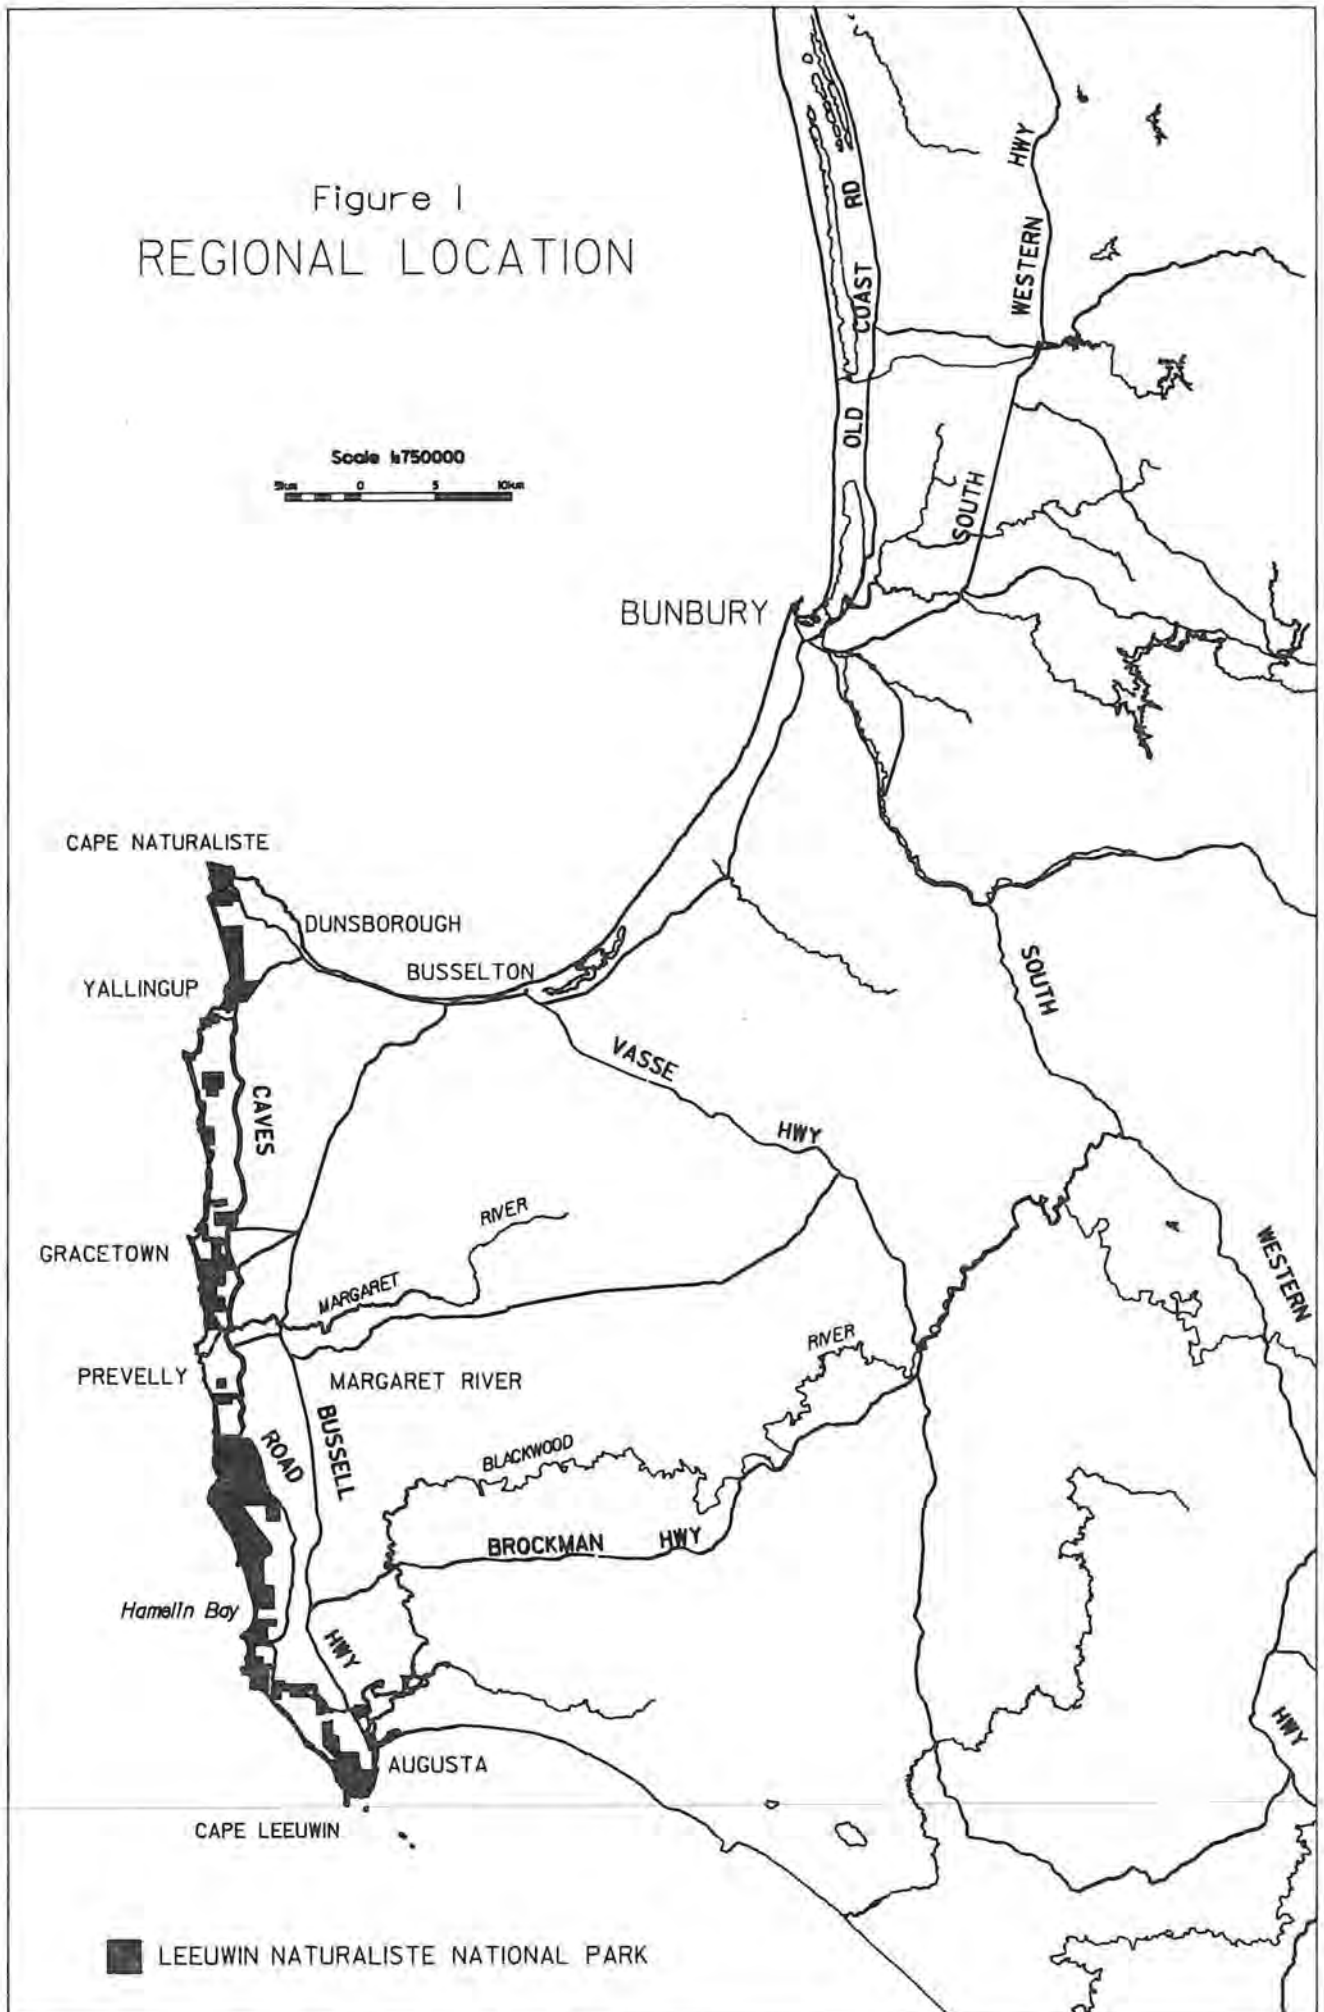 Figure 1
REGIONAL LOCATION
Scale 1:750000
5km 0 5 10km
OLD COAST RD
SOUTH WESTERN HWY
BUNBURY
CAPE NATURALISTE
DUNSBOROUGH
BUSSELTON
YALLINGUP
SOUTH WESTERN HWY
VASSE HWY
CAVES ROAD
GRACETOWN
MARGARET RIVER
PREVELLY
MARGARET RIVER
BUSSELL HWY
BLACKWOOD RIVER
BROCKMAN HWY
Hamelin Bay
AUGUSTA
CAPE LEEUWIN
LEEUWIN NATURALISTE NATIONAL PARK